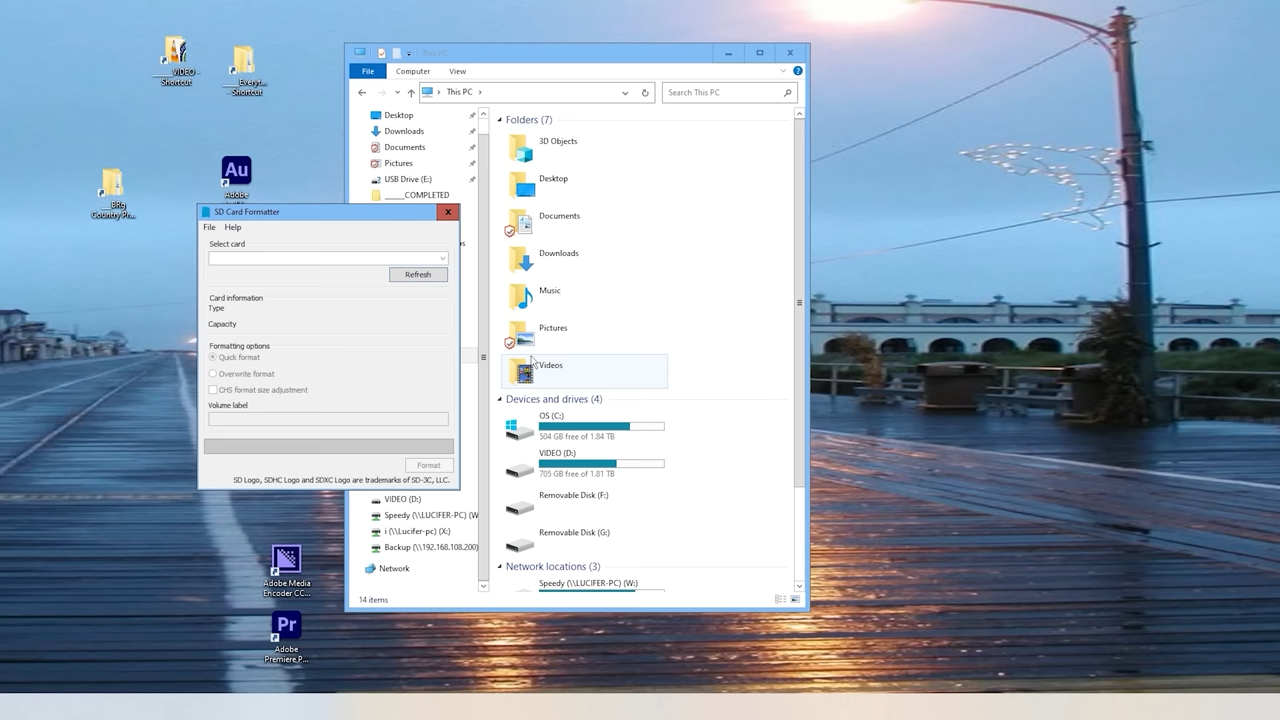 ____VIDEO -
Shortcut
____Everyt...
- Shortcut
BRg
Country Pr...
Au
Adobe
Adobe Media
Encoder CC...
Pr
Adobe
Premiere P...
This PC
File
Computer
View
This PC
Search This PC
Desktop
Downloads
Documents
Pictures
USB Drive (E:)
_____COMPLETED
VIDEO (D:)
Speedy (\\LUCIFER-PC) (W
i (\\Lucifer-pc) (X:)
Backup (\\192.168.108.200)
Network
14 items
Folders (7)
3D Objects
Desktop
Documents
Downloads
Music
Pictures
Videos
Devices and drives (4)
OS (C:)
504 GB free of 1.84 TB
VIDEO (D:)
705 GB free of 1.81 TB
Removable Disk (F:)
Removable Disk (G:)
Network locations (3)
Speedy (\\LUCIFER-PC) (W:)
SD Card Formatter
File
Help
Select card
Refresh
Card information
Type
Capacity
Formatting options
Quick format
Overwrite format
CHS format size adjustment
Volume label
Format
SD Logo, SDHC Logo and SDXC Logo are trademarks of SD-3C, LLC.